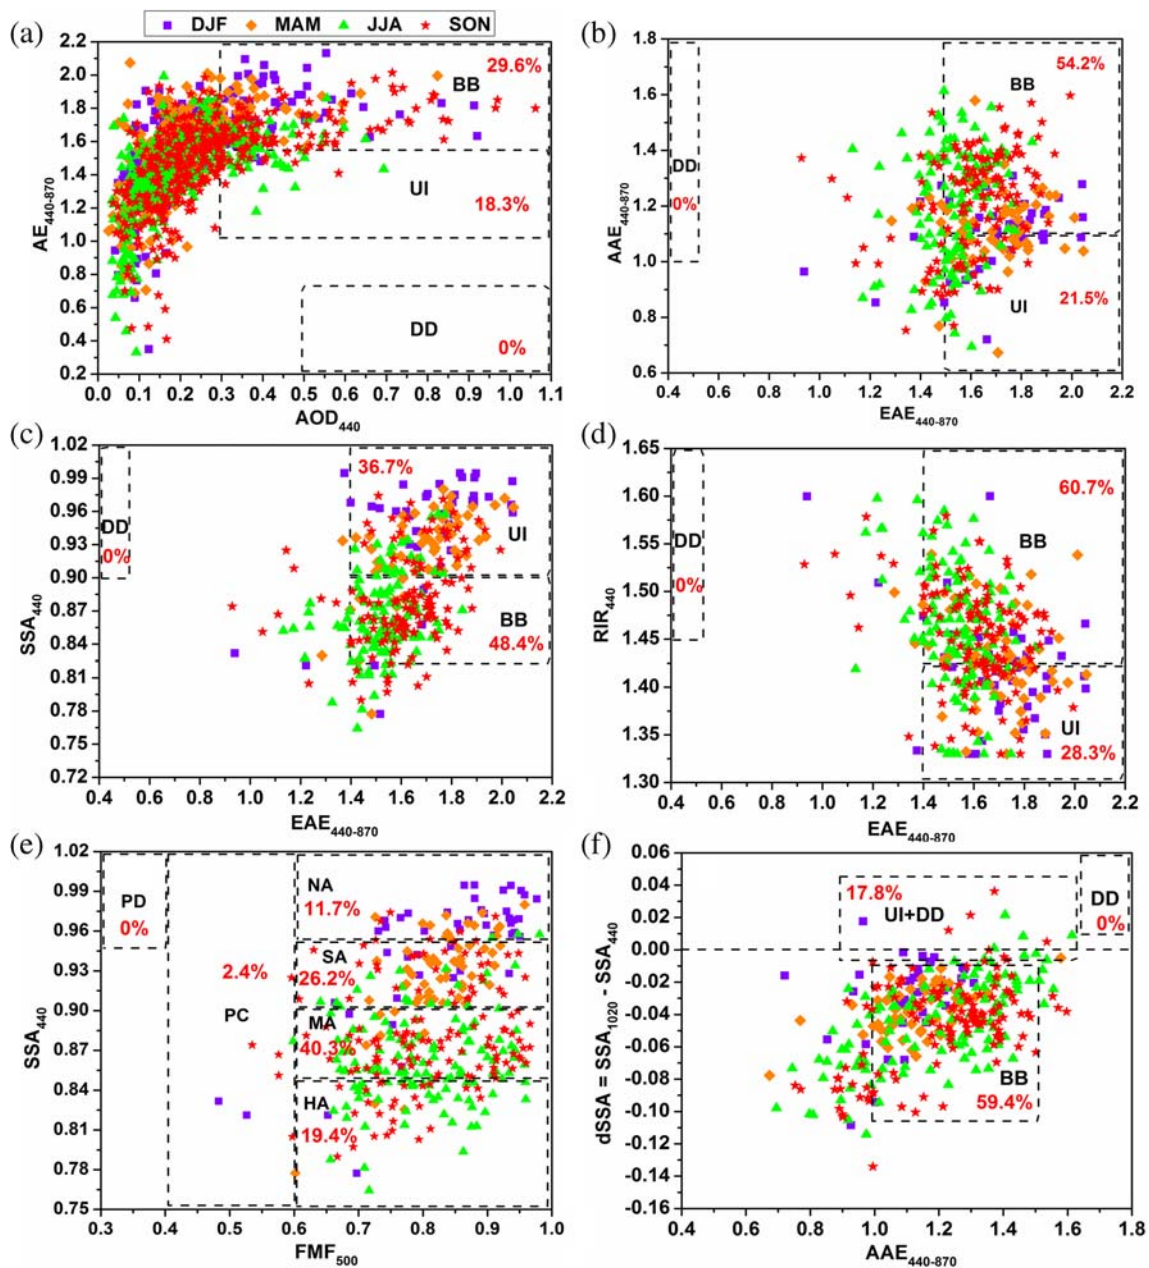 DJF MAM JJA SON
(a)
2.2
2.0
1.8
1.6
1.4
1.2
1.0
0.8
0.6
0.4
0.2
AE440-870
29.6%
BB
UI
18.3%
DD
0%
0.0 0.1 0.2 0.3 0.4 0.5 0.6 0.7 0.8 0.9 1.0 1.1
AOD440
(b)
1.8
1.6
1.4
1.2
1.0
0.8
0.6
AAE440-870
54.2%
BB
DD
0%
21.5%
UI
0.4 0.6 0.8 1.0 1.2 1.4 1.6 1.8 2.0 2.2
EAE440-870
(c)
1.02
0.99
0.96
0.93
0.90
0.87
0.84
0.81
0.78
0.75
0.72
SSA440
36.7%
DD
0%
UI
BB
48.4%
0.4 0.6 0.8 1.0 1.2 1.4 1.6 1.8 2.0 2.2
EAE440-870
(d)
1.65
1.60
1.55
1.50
1.45
1.40
1.35
1.30
RIR440
60.7%
DD
BB
0%
UI
28.3%
0.4 0.6 0.8 1.0 1.2 1.4 1.6 1.8 2.0 2.2
EAE440-870
(e)
1.02
0.99
0.96
0.93
0.90
0.87
0.84
0.81
0.78
0.75
SSA440
PD
0%
NA
11.7%
SA
26.2%
2.4%
PC
MA
40.3%
HA
19.4%
0.3 0.4 0.5 0.6 0.7 0.8 0.9 1.0
FMF500
(f)
0.06
0.04
0.02
0.00
-0.02
-0.04
-0.06
-0.08
-0.10
-0.12
-0.14
-0.16
dSSA = SSA1020 - SSA440
17.8%
UI+DD
DD
0%
BB
59.4%
0.4 0.6 0.8 1.0 1.2 1.4 1.6 1.8
AAE440-870